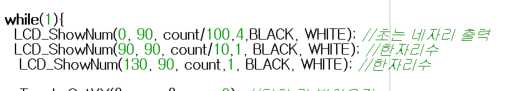 while(1){
LCD_ShowNum(0, 90, count/100,4,BLACK, WHITE); //초는 네자리 출력
LCD_ShowNum(90, 90, count/10,1, BLACK, WHITE); //한자리수
LCD_ShowNum(130, 90, count,1, BLACK, WHITE); //한자리수